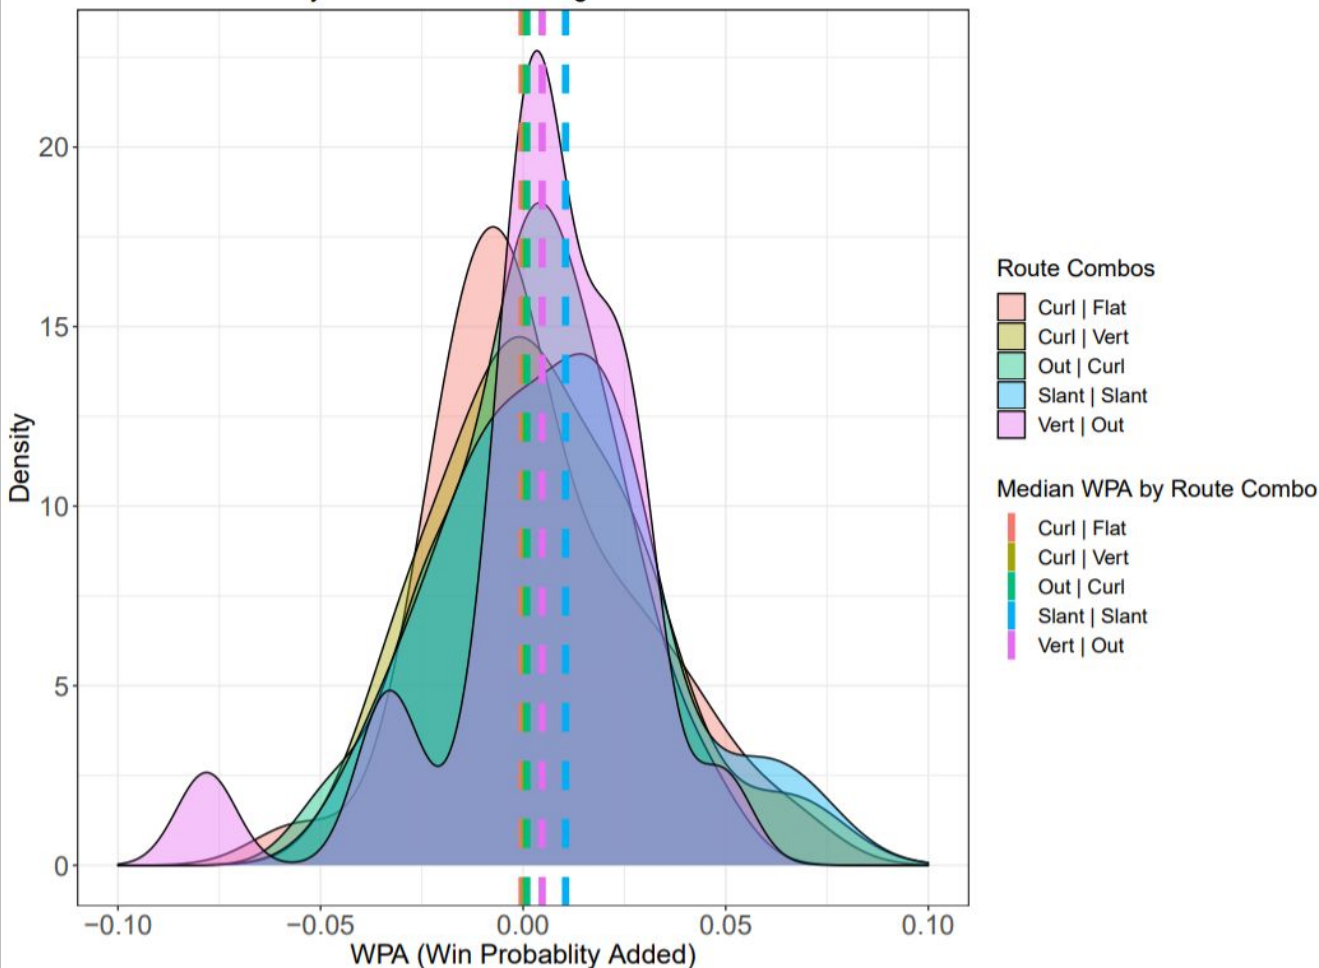 20
15
10
5
0
Density
−0.10
−0.05
0.00
0.05
0.10
WPA (Win Probablity Added)
Route Combos
Curl | Flat
Curl | Vert
Out | Curl
Slant | Slant
Vert | Out
Median WPA by Route Combo
Curl | Flat
Curl | Vert
Out | Curl
Slant | Slant
Vert | Out